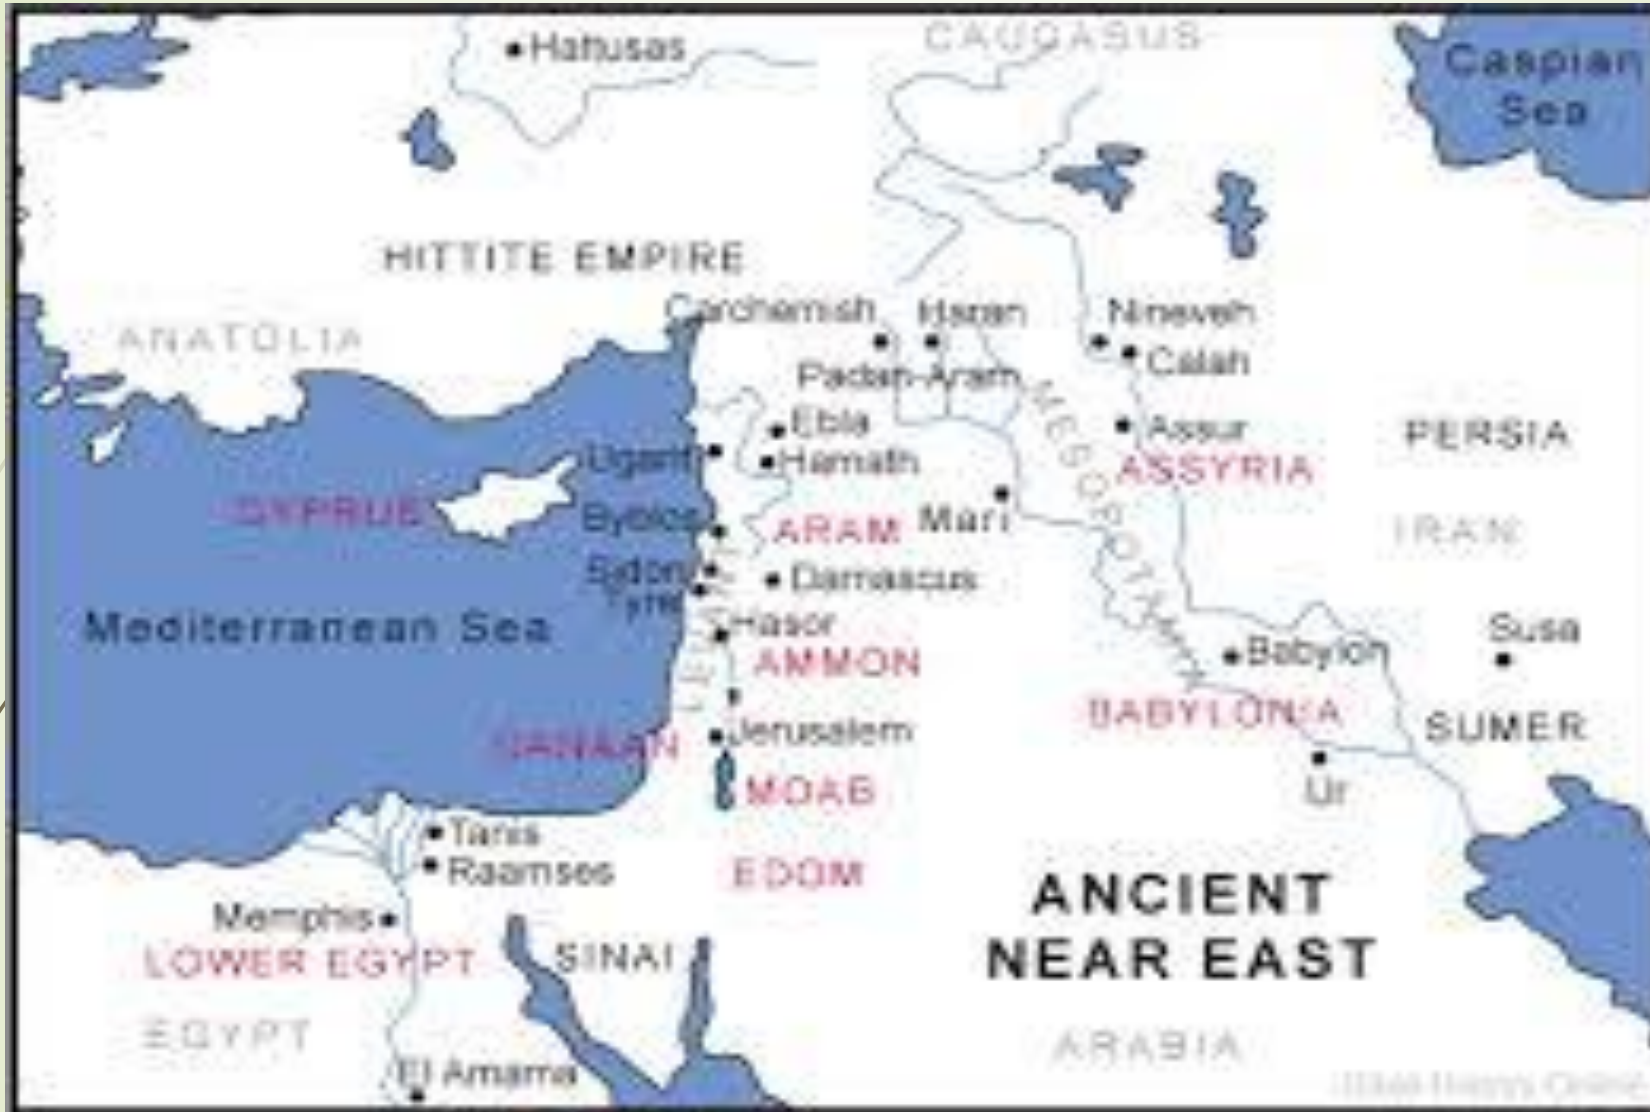 Hattusas
CAUCASUS
Caspian
Sea
HITTITE EMPIRE
ANATOLIA
Carchemish
Haran
Nineveh
Calah
Padan-Aram
MESOPOTAMIA
Ebla
Assur
PERSIA
Ugarit
Hamath
ASSYRIA
CYPRUS
Byblos
ARAM
Mari
IRAN
Sidon
Damascus
Tyre
Mediterranean Sea
Hasor
Susa
AMMON
Babylon
LEVANT
BABYLONIA
SUMER
CANAAN
Jerusalem
MOAB
Ur
Tanis
Raamses
EDOM
ANCIENT
NEAR EAST
Memphis
LOWER EGYPT
SINAI
EGYPT
ARABIA
El Amarna